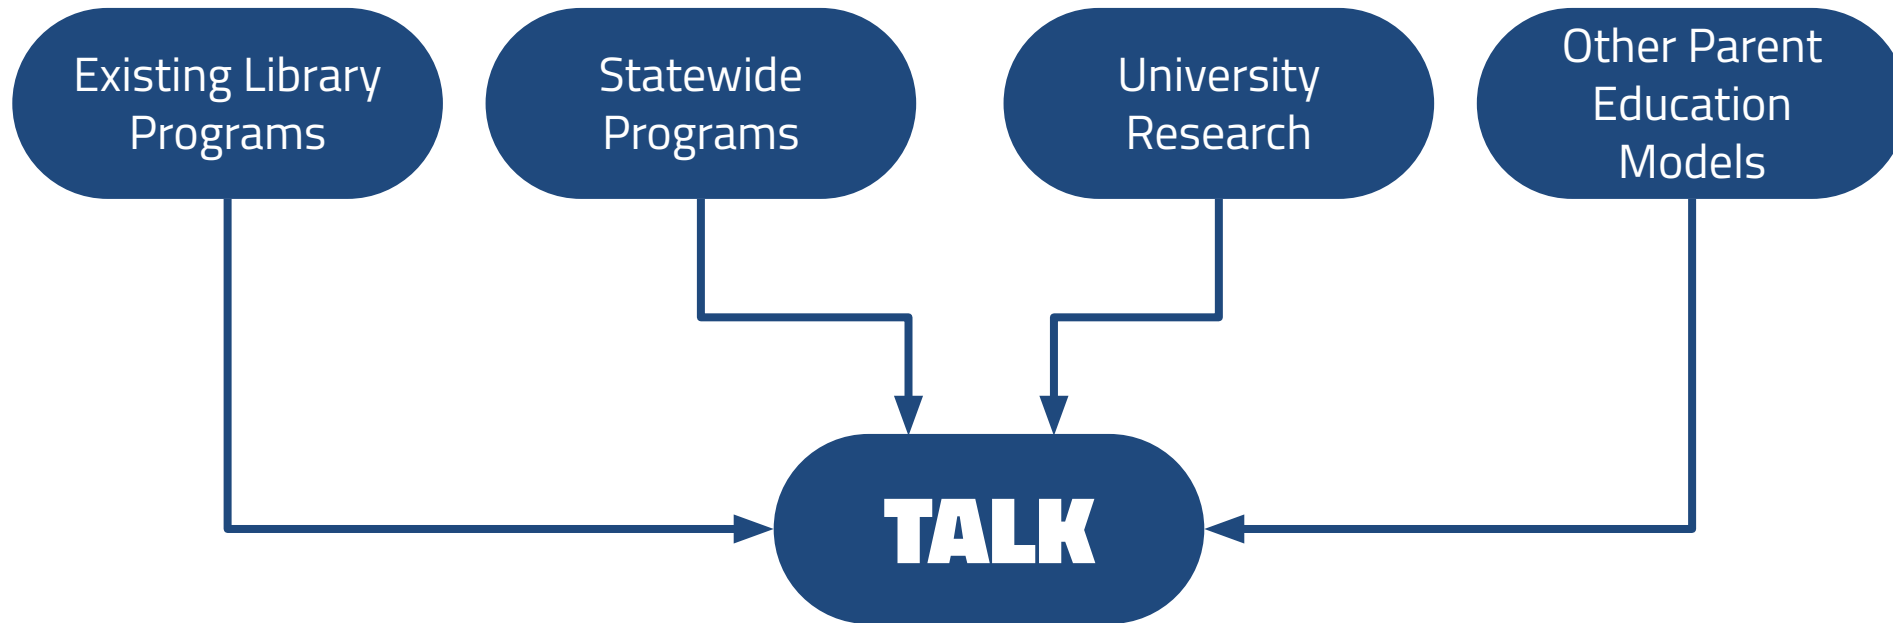 Existing Library
Programs
Statewide
Programs
University
Research
Other Parent
Education
Models
TALK